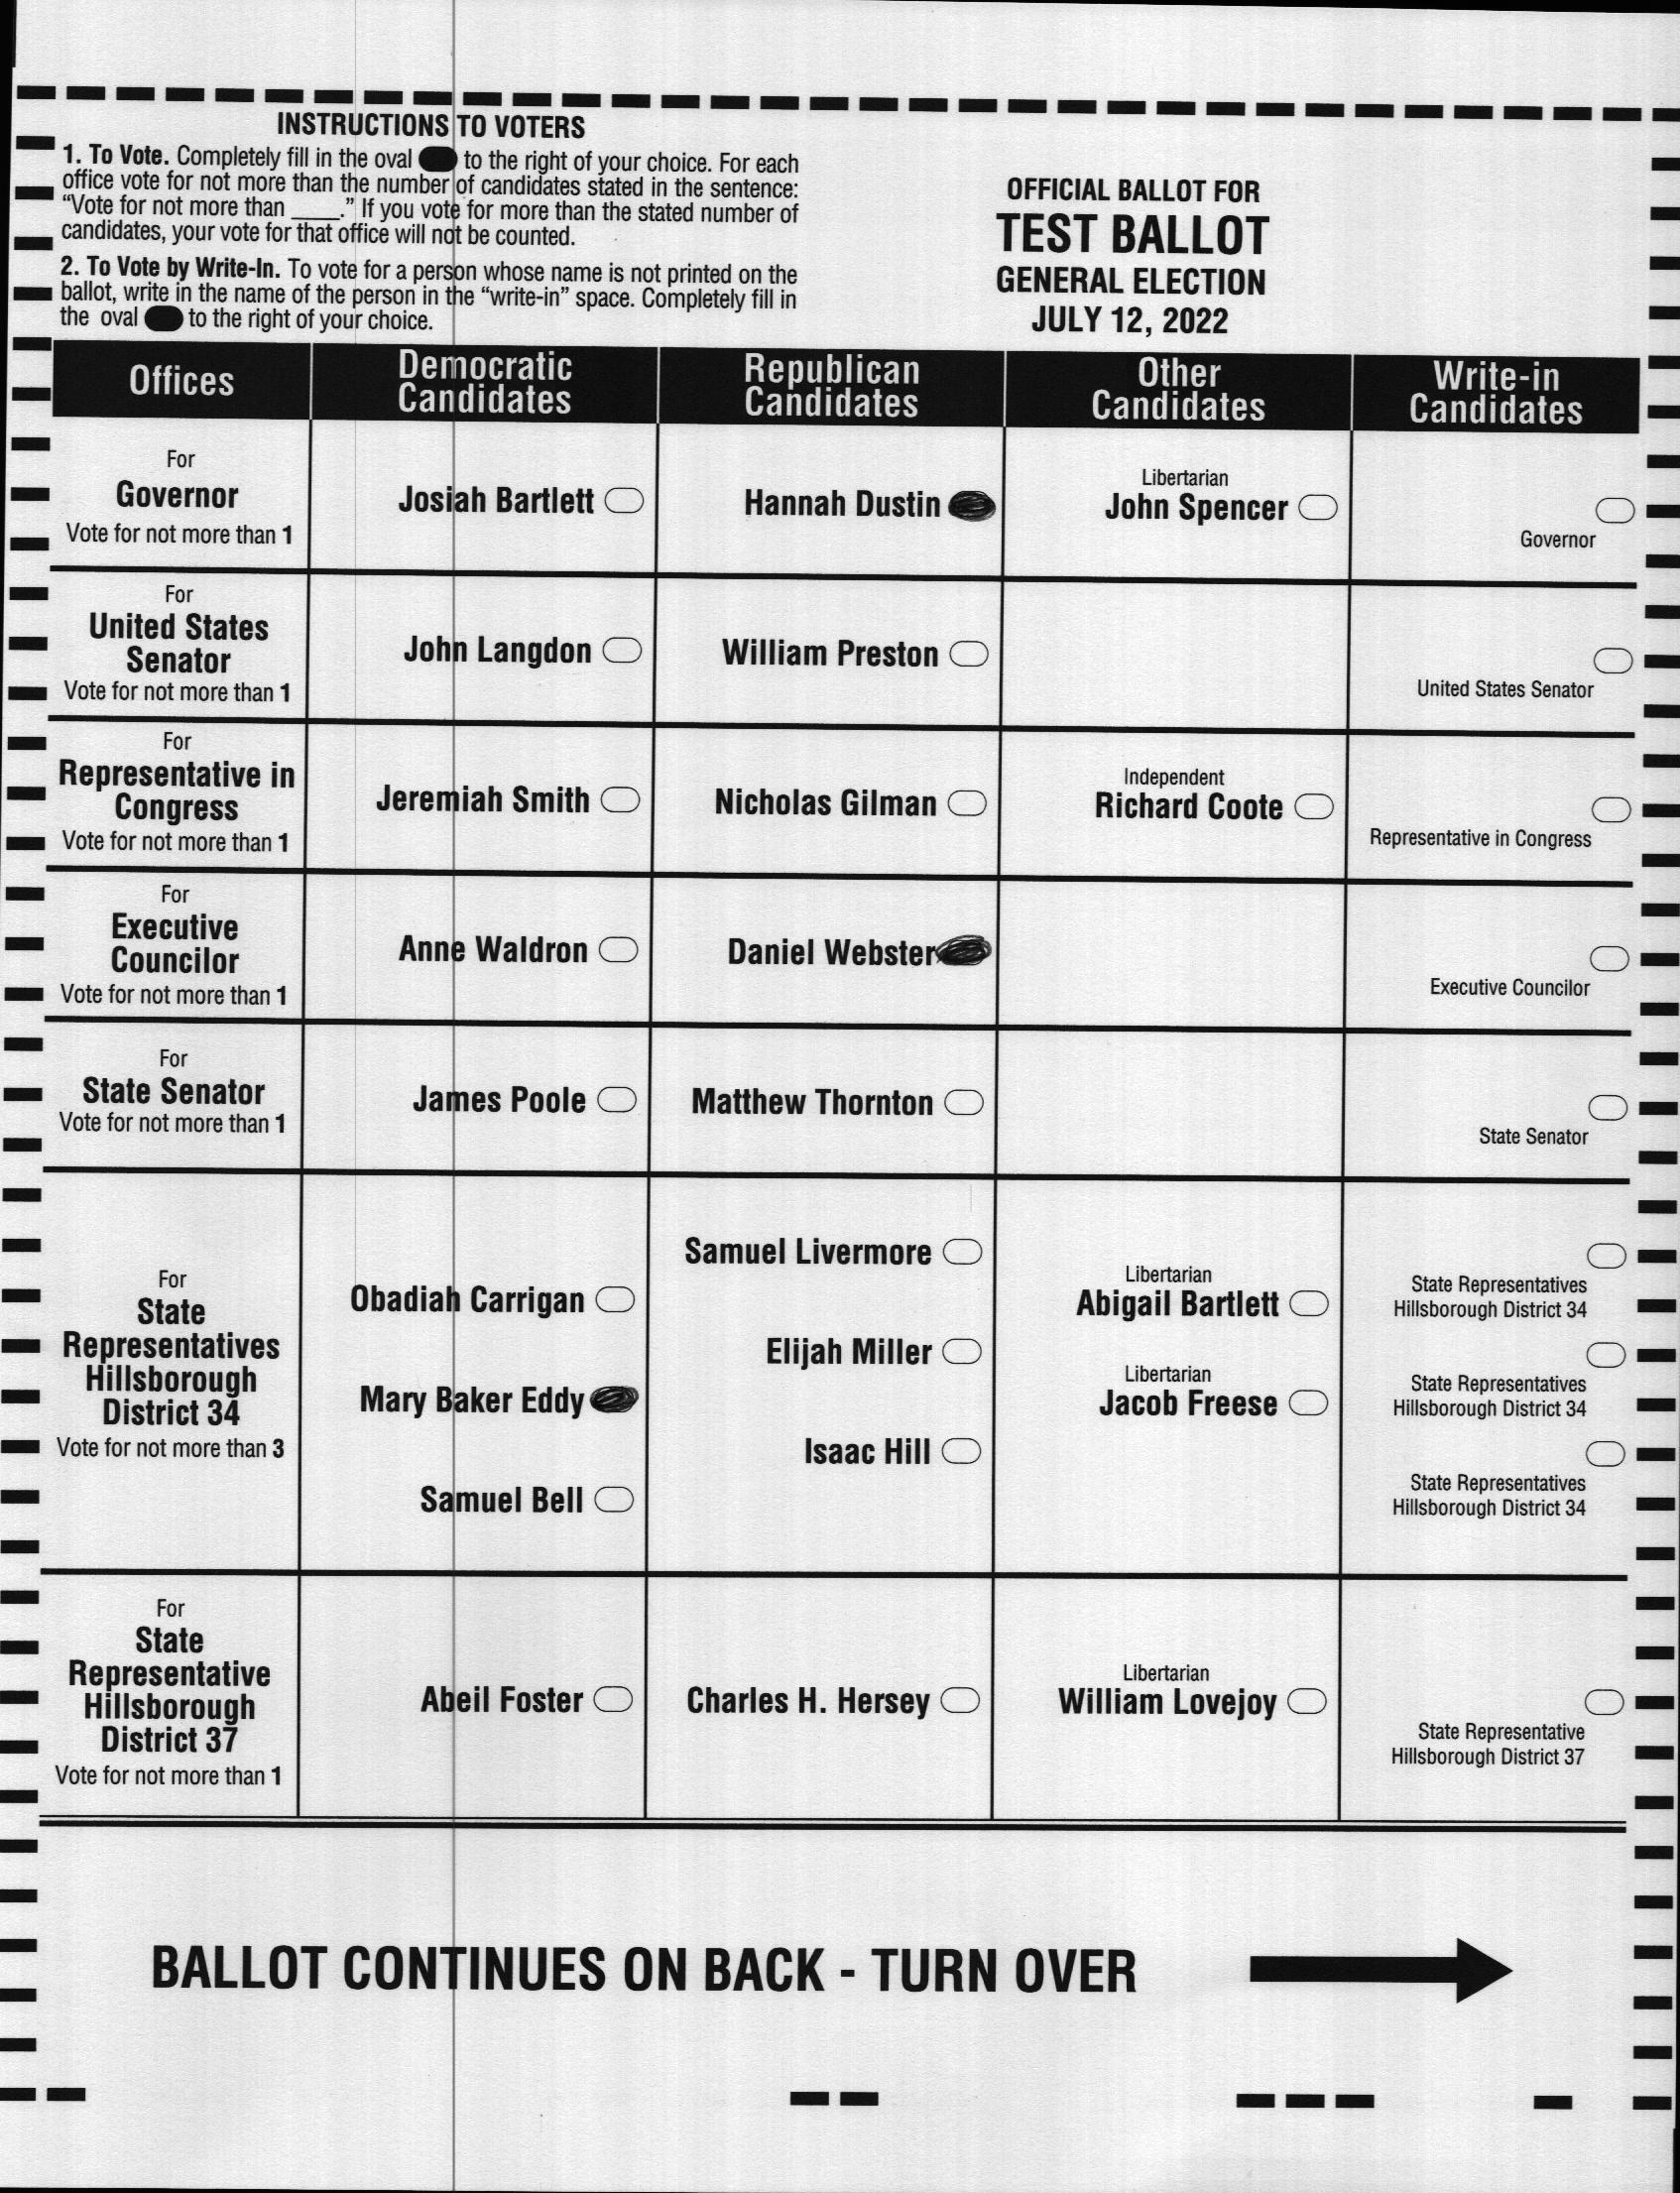 INSTRUCTIONS TO VOTERS
1. To Vote. Completely fill in the oval to the right of your choice. For each
office vote for not more than the number of candidates stated in the sentence:
“Vote for not more than ____.” If you vote for more than the stated number of
candidates, your vote for that office will not be counted.
2. To Vote by Write-In. To vote for a person whose name is not printed on the
ballot, write in the name of the person in the “write-in” space. Completely fill in
the oval to the right of your choice.
OFFICIAL BALLOT FOR
TEST BALLOT
GENERAL ELECTION
JULY 12, 2022
Offices
Democratic
Candidates
Republican
Candidates
Other
Candidates
Write-in
Candidates
For
Governor
Vote for not more than 1
Josiah Bartlett
Hannah Dustin
Libertarian
John Spencer
Governor
For
United States
Senator
Vote for not more than 1
John Langdon
William Preston
United States Senator
For
Representative in
Congress
Vote for not more than 1
Jeremiah Smith
Nicholas Gilman
Independent
Richard Coote
Representative in Congress
For
Executive
Councilor
Vote for not more than 1
Anne Waldron
Daniel Webster
Executive Councilor
For
State Senator
Vote for not more than 1
James Poole
Matthew Thornton
State Senator
For
State
Representatives
Hillsborough
District 34
Vote for not more than 3
Obadiah Carrigan
Mary Baker Eddy
Samuel Bell
Samuel Livermore
Elijah Miller
Isaac Hill
Libertarian
Abigail Bartlett
Libertarian
Jacob Freese
State Representatives
Hillsborough District 34
State Representatives
Hillsborough District 34
State Representatives
Hillsborough District 34
For
State
Representative
Hillsborough
District 37
Vote for not more than 1
Abeil Foster
Charles H. Hersey
Libertarian
William Lovejoy
State Representative
Hillsborough District 37
BALLOT CONTINUES ON BACK - TURN OVER